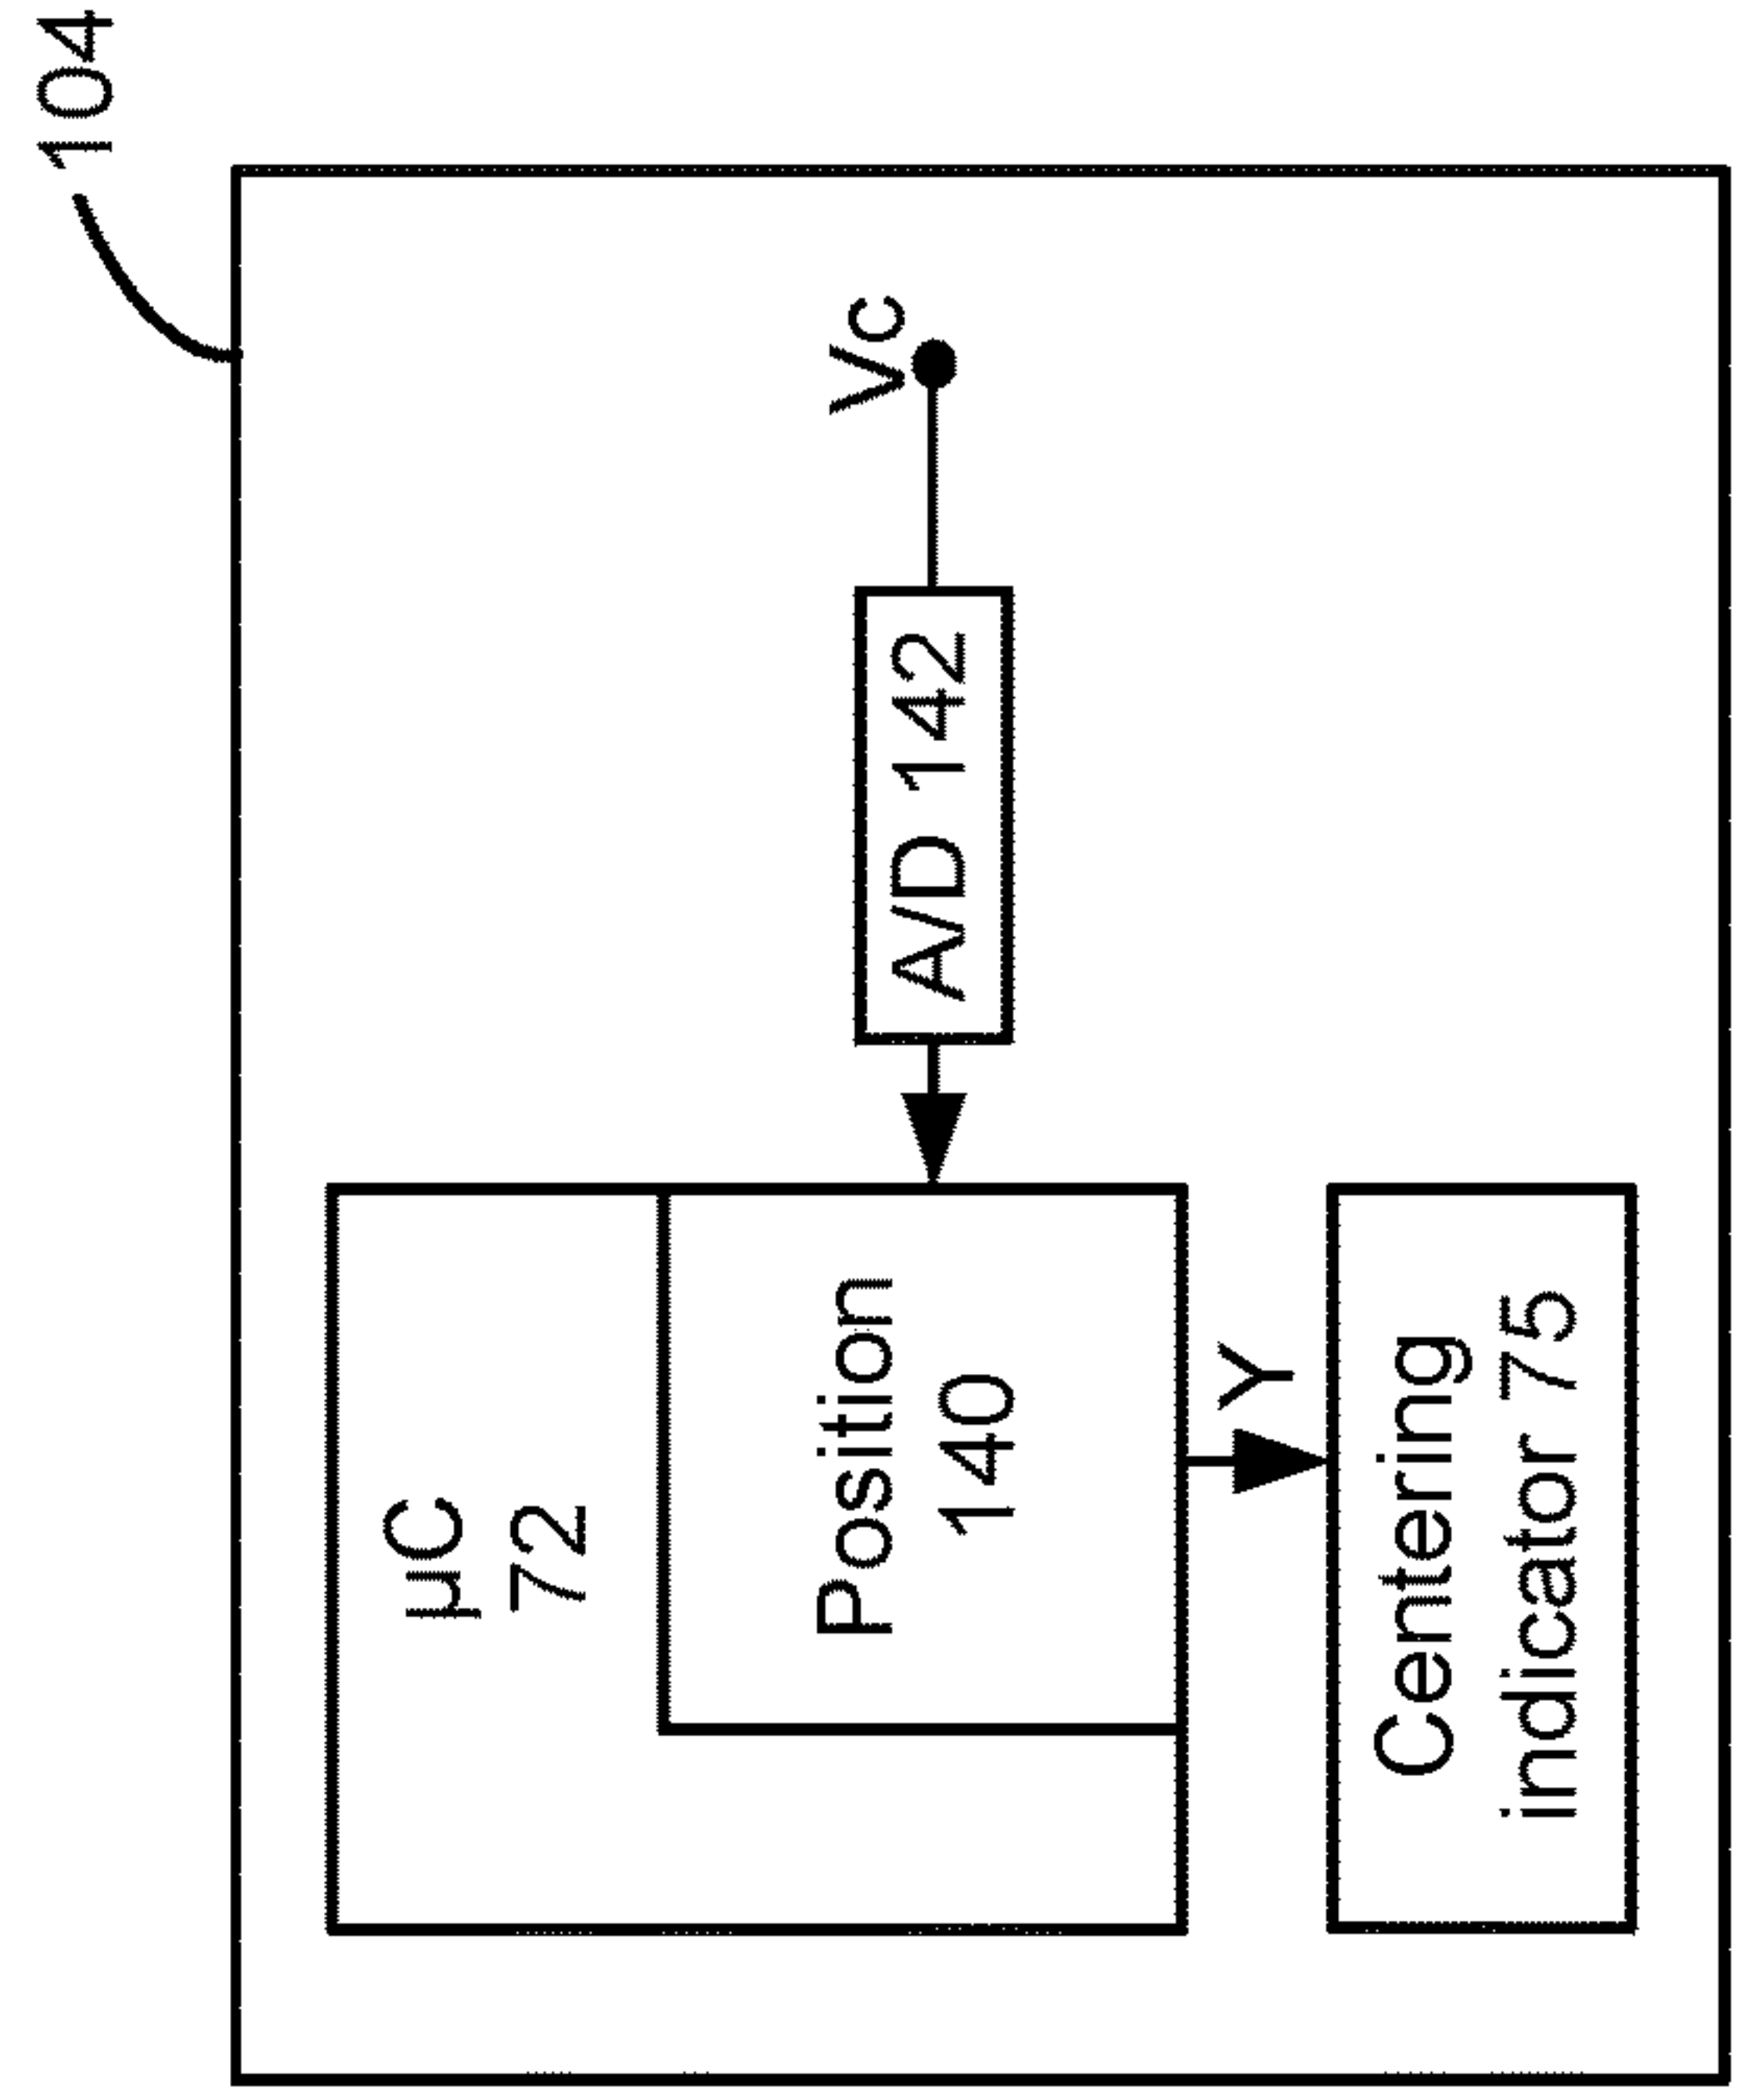 104
µC
72
Position
140
A/D 142
Vc
Y
Centering
indicator 75